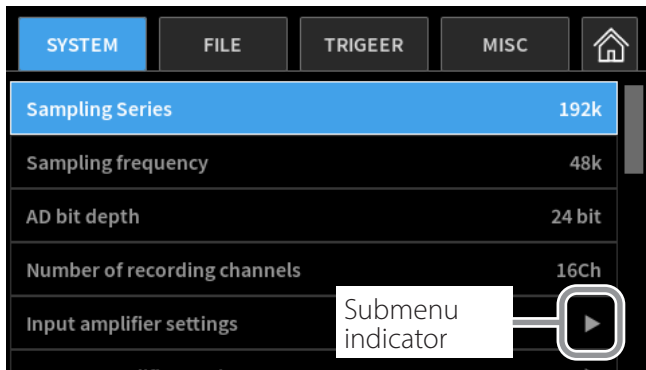 SYSTEM FILE TRIGEER MISC
Sampling Series 192k
Sampling frequency 48k
AD bit depth 24 bit
Number of recording channels 16Ch
Input amplifier settings
Submenu
indicator